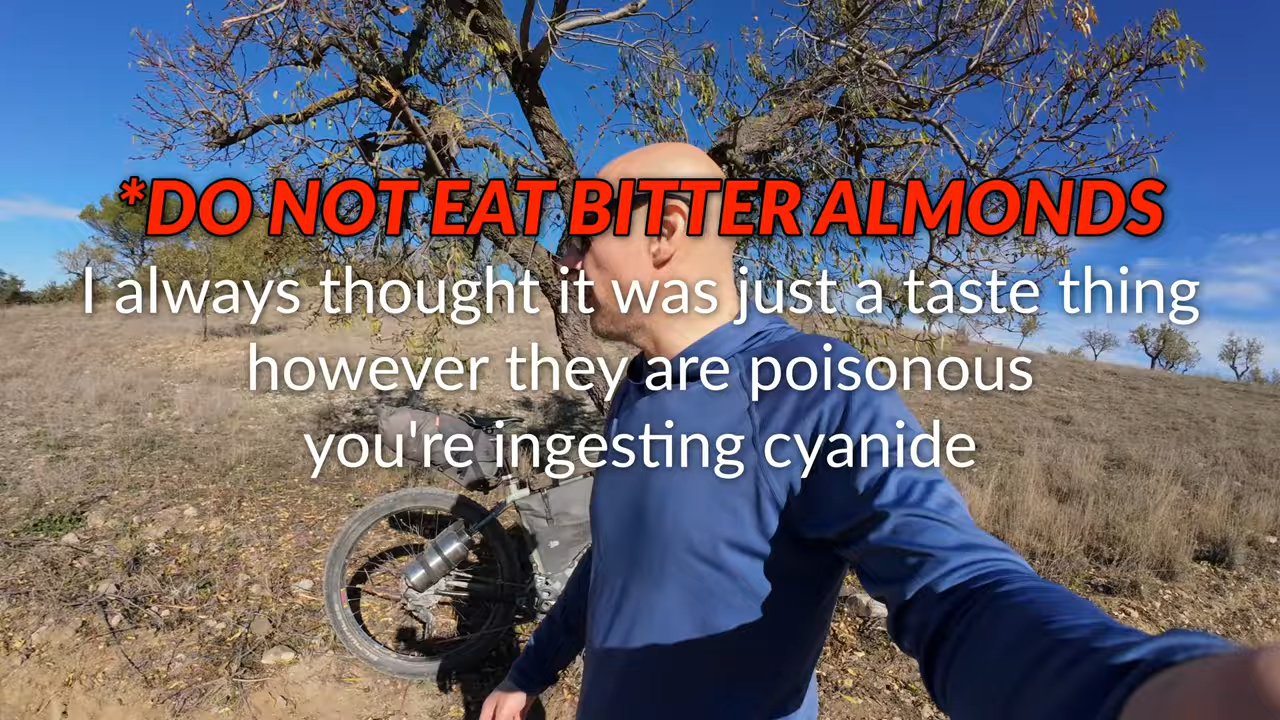 *DO NOT EAT BITTER ALMONDS
I always thought it was just a taste thing
however they are poisonous
you're ingesting cyanide